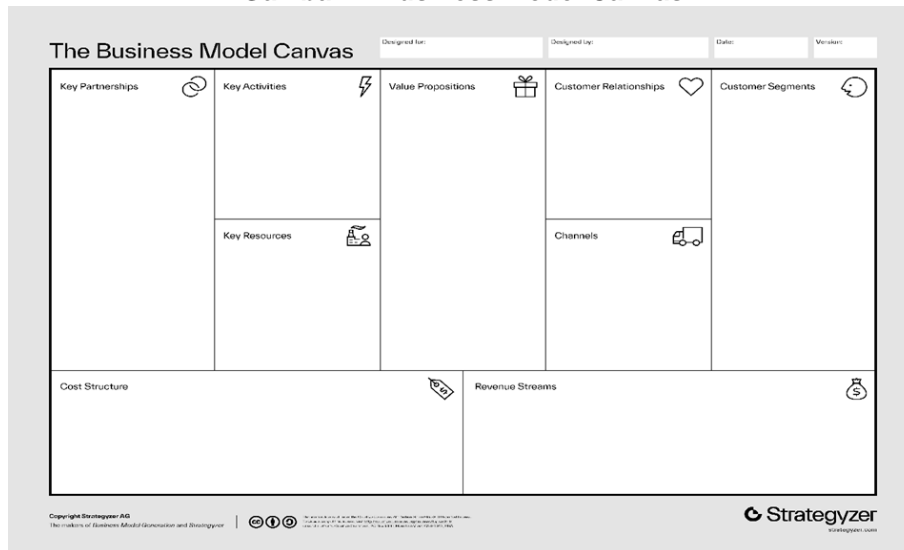 The Business Model Canvas
Designed for:
Designed by:
Date:
Version:
Key Partnerships
Key Activities
Value Propositions
Customer Relationships
Customer Segments
Key Resources
Channels
Cost Structure
Revenue Streams
Copyright Strategyzer AG
The makers of Business Model Generation and Strategyzer
Strategyzer
strategyzer.com